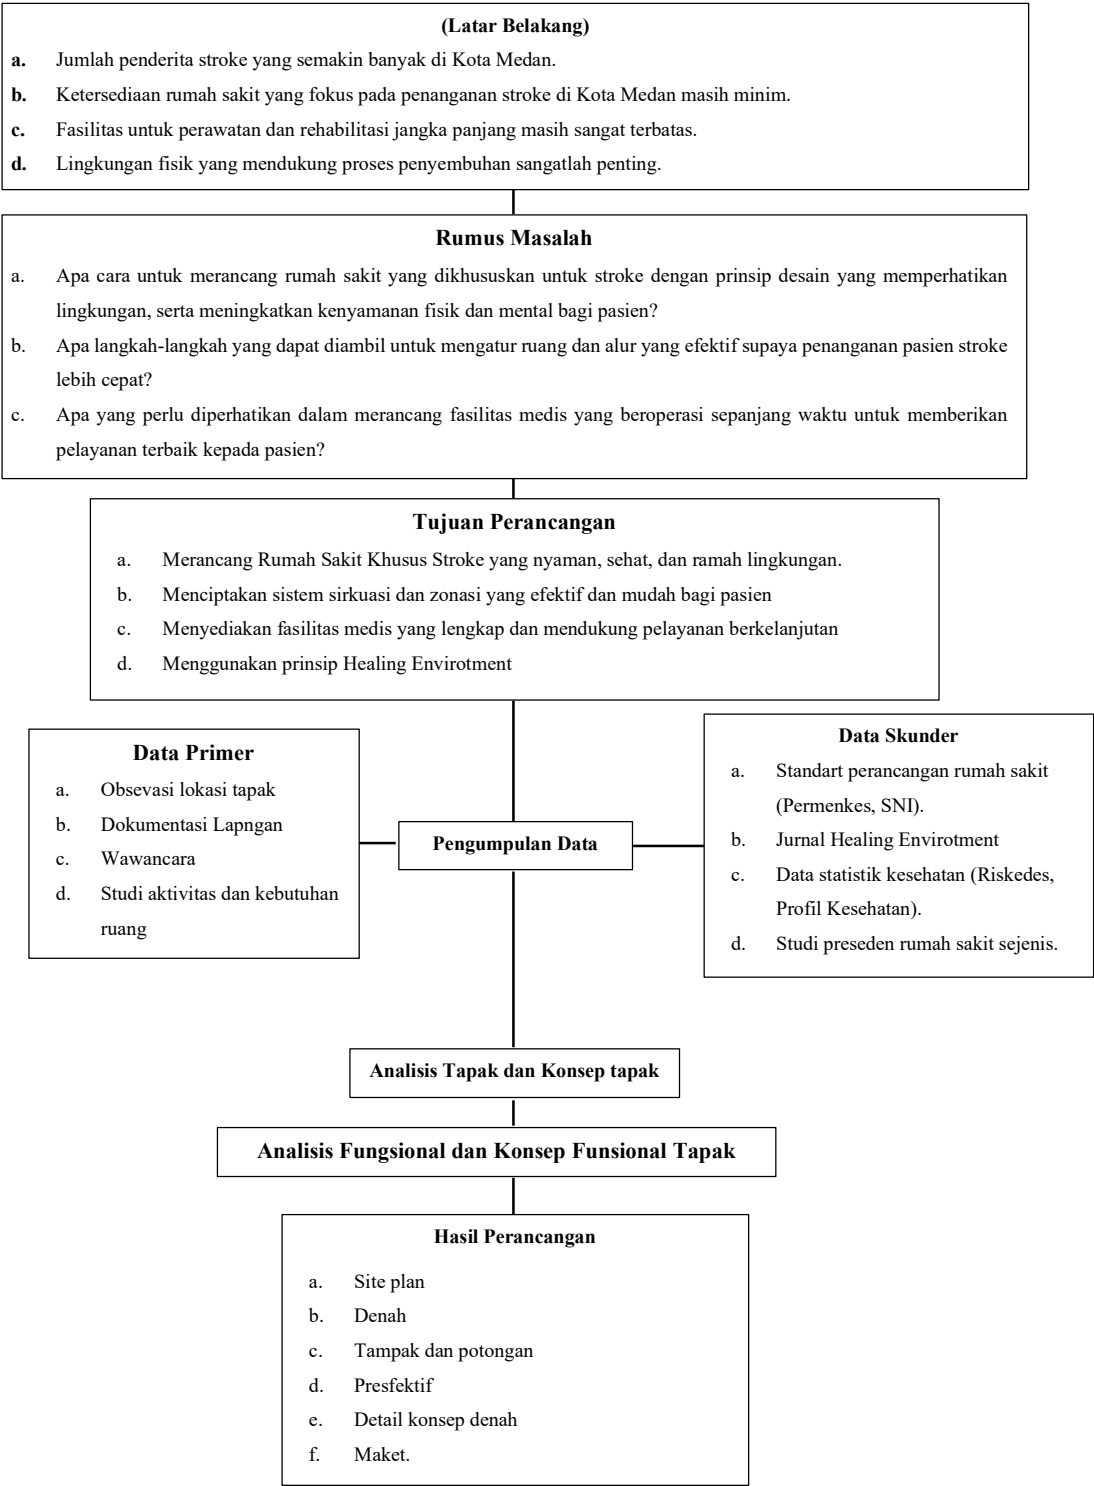 (Latar Belakang)
a. Jumlah penderita stroke yang semakin banyak di Kota Medan.
b. Ketersediaan rumah sakit yang fokus pada penanganan stroke di Kota Medan masih minim.
c. Fasilitas untuk perawatan dan rehabilitasi jangka panjang masih sangat terbatas.
d. Lingkungan fisik yang mendukung proses penyembuhan sangatlah penting.
Rumus Masalah
a. Apa cara untuk merancang rumah sakit yang dikhususkan untuk stroke dengan prinsip desain yang memperhatikan
lingkungan, serta meningkatkan kenyamanan fisik dan mental bagi pasien?
b. Apa langkah-langkah yang dapat diambil untuk mengatur ruang dan alur yang efektif supaya penanganan pasien stroke
lebih cepat?
c. Apa yang perlu diperhatikan dalam merancang fasilitas medis yang beroperasi sepanjang waktu untuk memberikan
pelayanan terbaik kepada pasien?
Tujuan Perancangan
a. Merancang Rumah Sakit Khusus Stroke yang nyaman, sehat, dan ramah lingkungan.
b. Menciptakan sistem sirkuasi dan zonasi yang efektif dan mudah bagi pasien
c. Menyediakan fasilitas medis yang lengkap dan mendukung pelayanan berkelanjutan
d. Menggunakan prinsip Healing Envirotment
Data Primer
a. Obsevasi lokasi tapak
b. Dokumentasi Lapngan
c. Wawancara
d. Studi aktivitas dan kebutuhan
ruang
Pengumpulan Data
Data Skunder
a. Standart perancangan rumah sakit
(Permenkes, SNI).
b. Jurnal Healing Envirotment
c. Data statistik kesehatan (Riskedes,
Profil Kesehatan).
d. Studi preseden rumah sakit sejenis.
Analisis Tapak dan Konsep tapak
Analisis Fungsional dan Konsep Funsional Tapak
Hasil Perancangan
a. Site plan
b. Denah
c. Tampak dan potongan
d. Presfektif
e. Detail konsep denah
f. Maket.